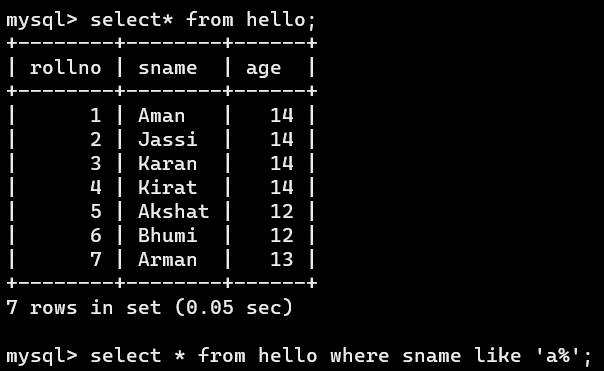 mysql> select* from hello;
+--------+--------+------+
| rollno | sname  | age  |
+--------+--------+------+
|      1 | Aman   |   14 |
|      2 | Jassi  |   14 |
|      3 | Karan  |   14 |
|      4 | Kirat  |   14 |
|      5 | Akshat |   12 |
|      6 | Bhumi  |   12 |
|      7 | Arman  |   13 |
+--------+--------+------+
7 rows in set (0.05 sec)

mysql> select * from hello where sname like 'a%';